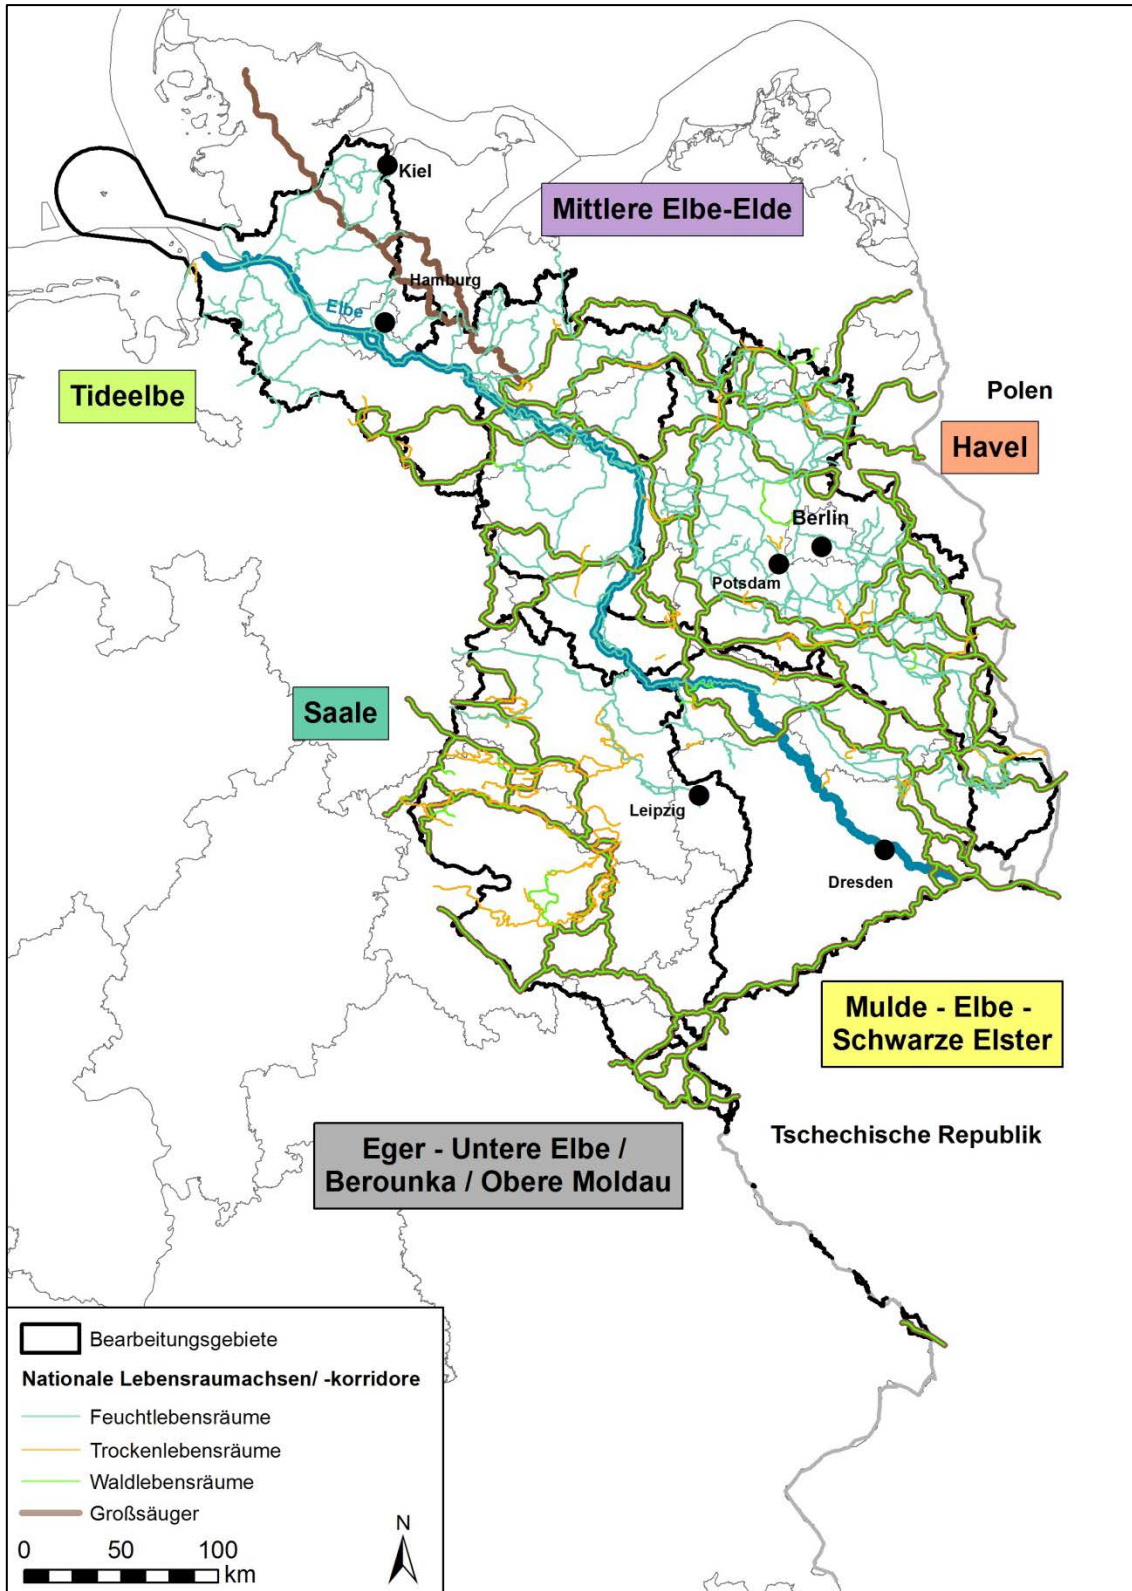 Kiel
Mittlere Elbe-Elde
Hamburg
Elbe
Tideelbe
Polen
Havel
Berlin
Potsdam
Saale
Leipzig
Dresden
Mulde - Elbe -
Schwarze Elster
Eger - Untere Elbe /
Berounka / Obere Moldau
Tschechische Republik
Bearbeitungsgebiete
Nationale Lebensraumachsen/ -korridore
Feuchtlebensräume
Trockenlebensräume
Waldlebensräume
Großsäuger
N
0 50 100
km